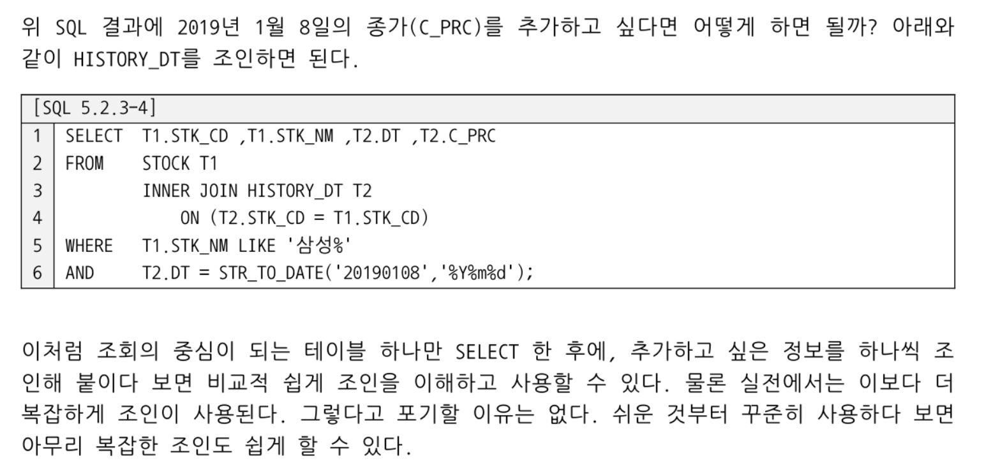 위 SQL 결과에 2019년 1월 8일의 종가(C_PRC)를 추가하고 싶다면 어떻게 하면 될까? 아래와
같이 HISTORY_DT를 조인하면 된다.
[SQL 5.2.3-4]
1 SELECT T1.STK_CD ,T1.STK_NM ,T2.DT ,T2.C_PRC
2 FROM STOCK T1
3 INNER JOIN HISTORY_DT T2
4 ON (T2.STK_CD = T1.STK_CD)
5 WHERE T1.STK_NM LIKE '삼성%'
6 AND T2.DT = STR_TO_DATE('20190108','%Y%m%d');
이처럼 조회의 중심이 되는 테이블 하나만 SELECT 한 후에, 추가하고 싶은 정보를 하나씩 조
인해 붙이다 보면 비교적 쉽게 조인을 이해하고 사용할 수 있다. 물론 실전에서는 이보다 더
복잡하게 조인이 사용된다. 그렇다고 포기할 이유는 없다. 쉬운 것부터 꾸준히 사용하다 보면
아무리 복잡한 조인도 쉽게 할 수 있다.